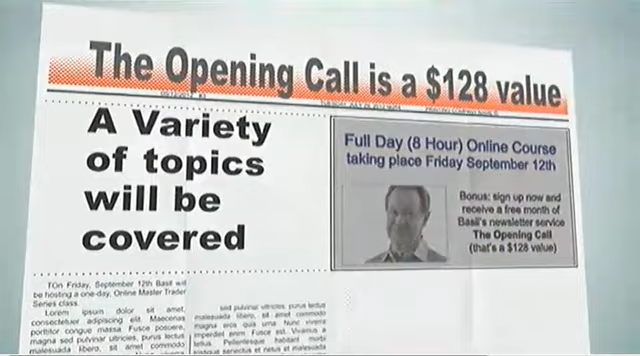 The Opening Call is a $128 value
A Variety
of topics
will be
covered
Full Day (8 Hour) Online Course
taking place Friday September 12th
Bonus: sign up now and
receive a free month of
Basil's newsletter service
The Opening Call
(that's a $128 value)
TOn Friday, September 12th Basil will
be hosting a one-day, Online Master Trader
Series class.
Lorem ipsum dolor sit amet,
consectetuer adipiscing elit. Maecenas
porttitor congue massa. Fusce posuere,
magna sed pulvinar ultricies, purus lectus
malesuada libero, sit amet commodo
sed pulvinar ultricies, purus lectus
malesuada libero, sit amet commodo
magna eros quis urna. Nunc viverra
imperdiet enim. Fusce est. Vivamus a
tellus. Pellentesque habitant morbi
tristique senectus et netus et malesuada